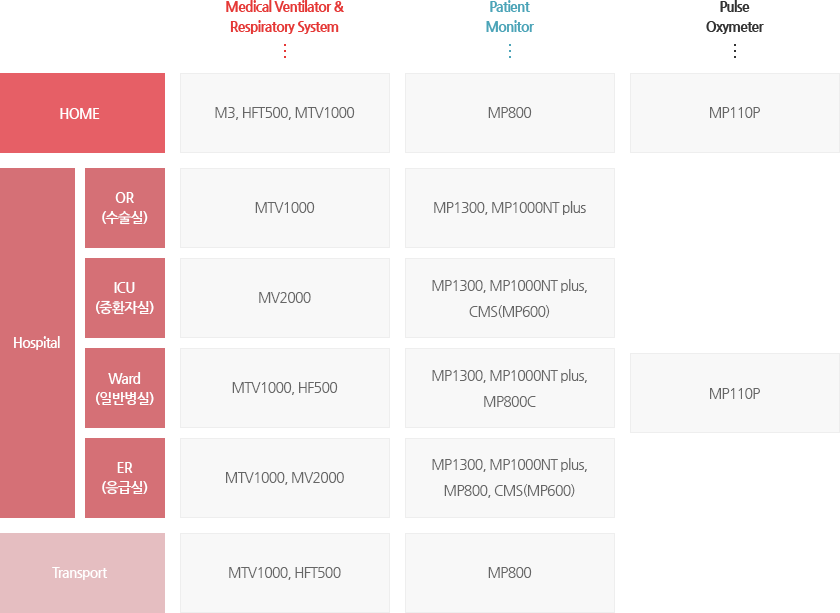 Medical Ventilator &
Respiratory System
Patient
Monitor
Pulse
Oxymeter
HOME
M3, HFT500, MTV1000
MP800
MP110P
Hospital
OR
(수술실)
MTV1000
MP1300, MP1000NT plus
ICU
(중환자실)
MV2000
MP1300, MP1000NT plus,
CMS(MP600)
Ward
(일반병실)
MTV1000, HF500
MP1300, MP1000NT plus,
MP800C
MP110P
ER
(응급실)
MTV1000, MV2000
MP1300, MP1000NT plus,
MP800, CMS(MP600)
Transport
MTV1000, HFT500
MP800